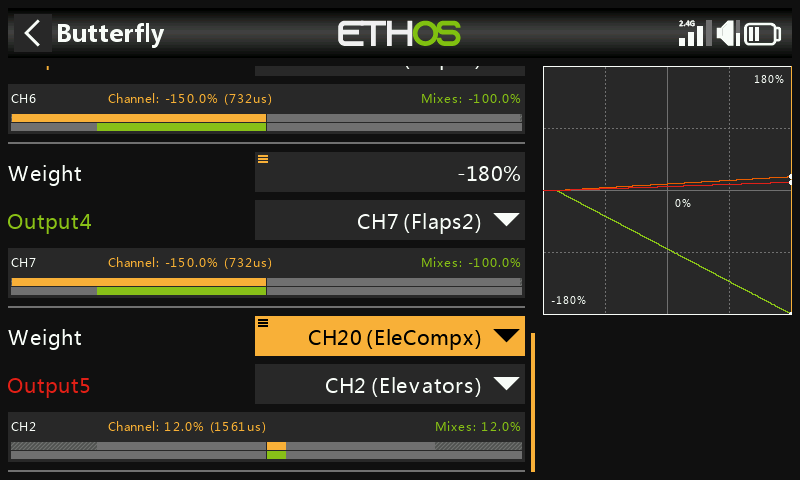 Butterfly
ETHOS
2.4G
CH6 Channel: -150.0% (732us) Mixes: -100.0%
Weight -180%
Output4 CH7 (Flaps2)
CH7 Channel: -150.0% (732us) Mixes: -100.0%
Weight CH20 (EleCompx)
Output5 CH2 (Elevators)
CH2 Channel: 12.0% (1561us) Mixes: 12.0%
180%
0%
-180%